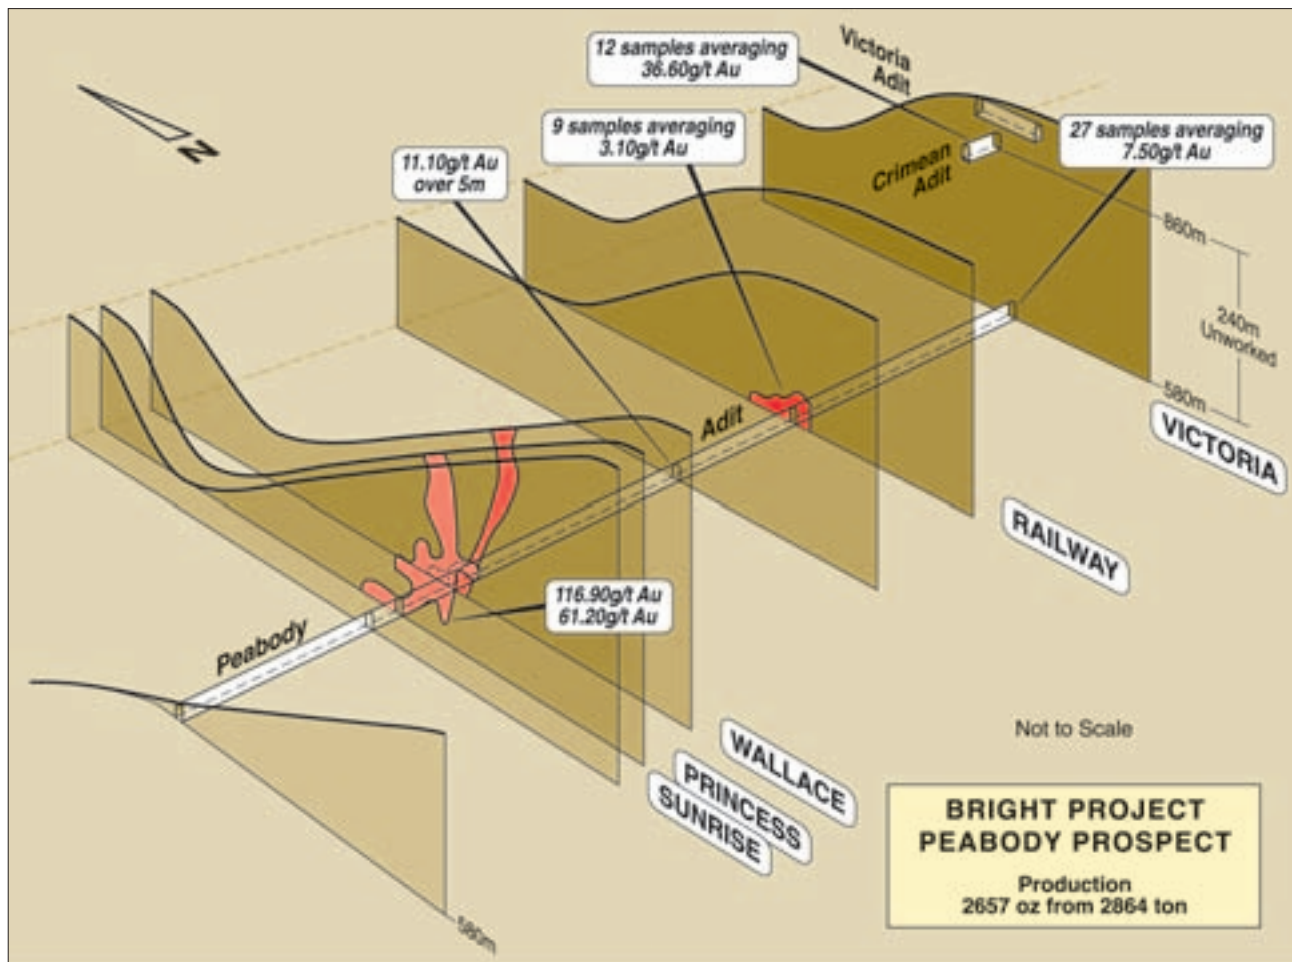 12 samples averaging
36.60g/t Au
Victoria
Adit
9 samples averaging
3.10g/t Au
27 samples averaging
7.50g/t Au
N
11.10g/t Au
over 5m
Crimean
Adit
860m
240m
Unworked
580m
VICTORIA
Adit
RAILWAY
116.90g/t Au
61.20g/t Au
Peabody
WALLACE
PRINCESS
SUNRISE
580m
Not to Scale
BRIGHT PROJECT
PEABODY PROSPECT
Production
2657 oz from 2864 ton